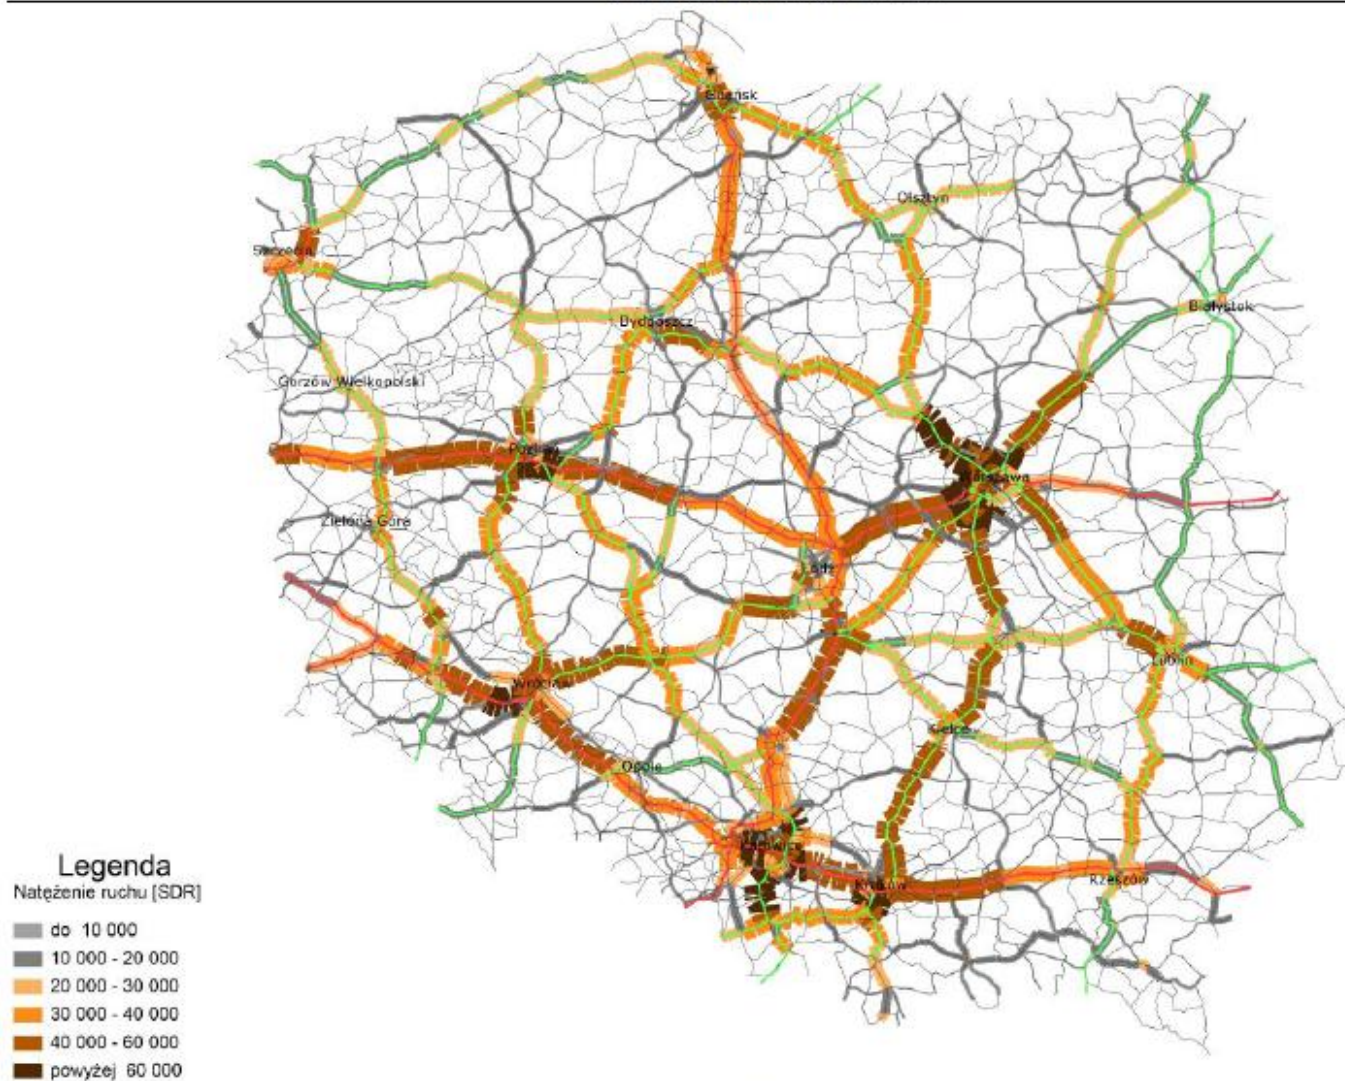 Gdańsk
Olsztyn
Szczecin
Białystok
Bydgoszcz
Gorzów Wielkopolski
Poznań
Warszawa
Zielona Góra
Łódź
Lublin
Wrocław
Kielce
Opole
Katowice
Kraków
Rzeszów
Legenda
Natężenie ruchu [SDR]
do 10 000
10 000 - 20 000
20 000 - 30 000
30 000 - 40 000
40 000 - 60 000
powyżej 60 000